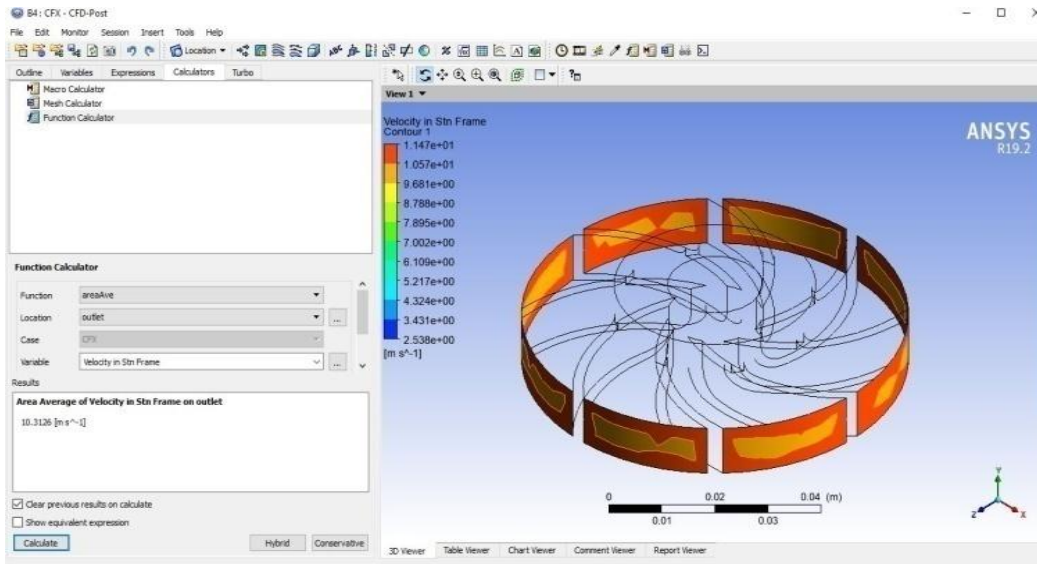 B4 : CFX - CFD-Post
File Edit Monitor Session Insert Tools Help
Location
Outline Variables Expressions Calculators Turbo
Macro Calculator
Mesh Calculator
Function Calculator
Function Calculator
Function areaAve
Location outlet
...
Case CFX
Variable Velocity in Stn Frame
...
Results
Area Average of Velocity in Stn Frame on outlet
10.3126 [m s^-1]
Clear previous results on calculate
Show equivalent expression
Calculate Hybrid Conservative
View 1
Velocity in Stn Frame
Contour 1
1.147e+01
1.057e+01
9.681e+00
8.788e+00
7.895e+00
7.002e+00
6.109e+00
5.217e+00
4.324e+00
3.431e+00
2.538e+00
[m s^-1]
ANSYS
R19.2
0 0.02 0.04 (m)
0.01 0.03
Y
Z X
3D Viewer Table Viewer Chart Viewer Comment Viewer Report Viewer